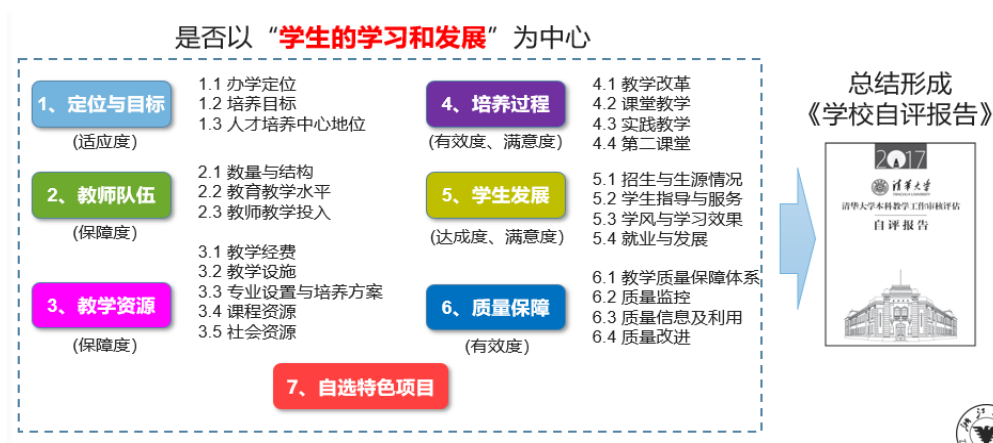 是否以“学生的学习和发展”为中心
1、定位与目标
(适应度)
1.1 办学定位
1.2 培养目标
1.3 人才培养中心地位
2、教师队伍
(保障度)
2.1 数量与结构
2.2 教育教学水平
2.3 教师教学投入
3、教学资源
(保障度)
3.1 教学经费
3.2 教学设施
3.3 专业设置与培养方案
3.4 课程资源
3.5 社会资源
4、培养过程
(有效度、满意度)
4.1 教学改革
4.2 课堂教学
4.3 实践教学
4.4 第二课堂
5、学生发展
(达成度、满意度)
5.1 招生与生源情况
5.2 学生指导与服务
5.3 学风与学习效果
5.4 就业与发展
6、质量保障
(有效度)
6.1 教学质量保障体系
6.2 质量监控
6.3 质量信息及利用
6.4 质量改进
7、自选特色项目
总结形成
《学校自评报告》
2017
清华大学
清华大学本科教学工作审核评估
自评报告